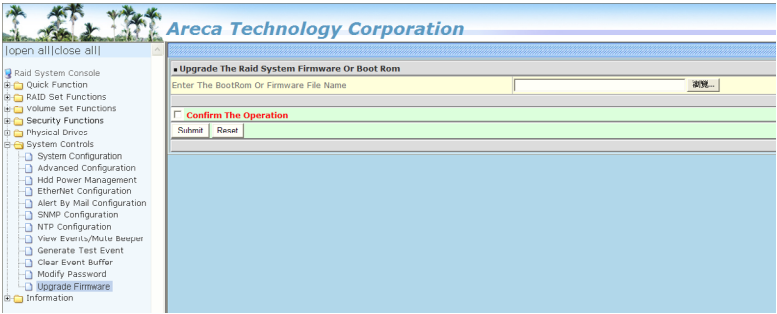 Areca Technology Corporation
|open all|close all|
Raid System Console
Quick Function
RAID Set Functions
Volume Set Functions
Security Functions
Physical Drives
System Controls
System Configuration
Advanced Configuration
Hdd Power Management
EtherNet Configuration
Alert By Mail Configuration
SNMP Configuration
NTP Configuration
View Events/Mute Beeper
Generate Test Event
Clear Event Buffer
Modify Password
Upgrade Firmware
Information
Upgrade The Raid System Firmware Or Boot Rom
Enter The BootRom Or Firmware File Name
瀏覽...
Confirm The Operation
Submit Reset